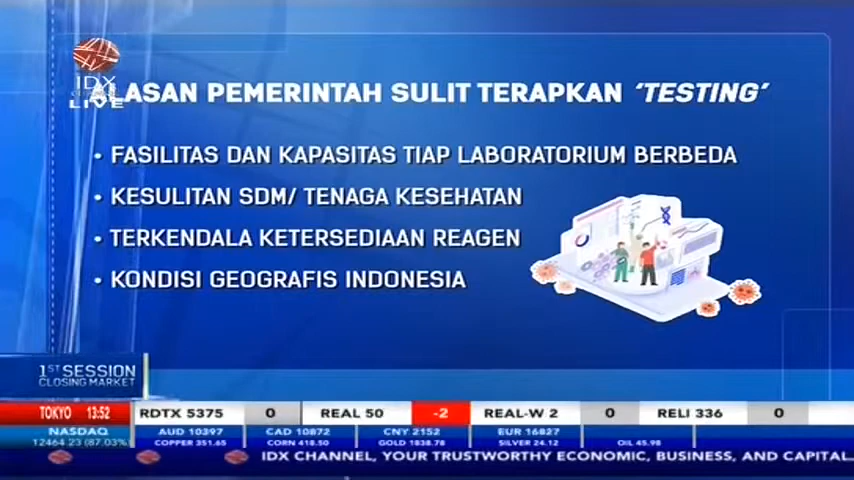 IDX
LIVE
ALASAN PEMERINTAH SULIT TERAPKAN ‘TESTING’
• FASILITAS DAN KAPASITAS TIAP LABORATORIUM BERBEDA
• KESULITAN SDM/ TENAGA KESEHATAN
• TERKENDALA KETERSEDIAAN REAGEN
• KONDISI GEOGRAFIS INDONESIA
1ST SESSION
CLOSING MARKET
TOKYO 13:52 RDTX 5375 0 REAL 50 -2 REAL-W 2 0 RELI 336 0
NASDAQ AUD 10397 CAD 10872 CNY 2152 EUR 16827
12464.23 (87,03%) COPPER 351.65 CORN 418.50 GOLD 1838.78 SILVER 24.12 OIL 45.98
IDX CHANNEL, YOUR TRUSTWORTHY ECONOMIC, BUSINESS, AND CAPITAL